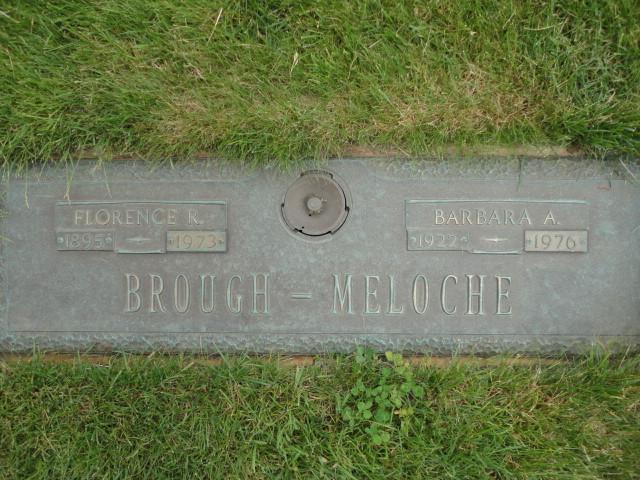 FLORENCE R.
1895 1973
BARBARA A.
1922 1976
BROUGH - MELOCHE